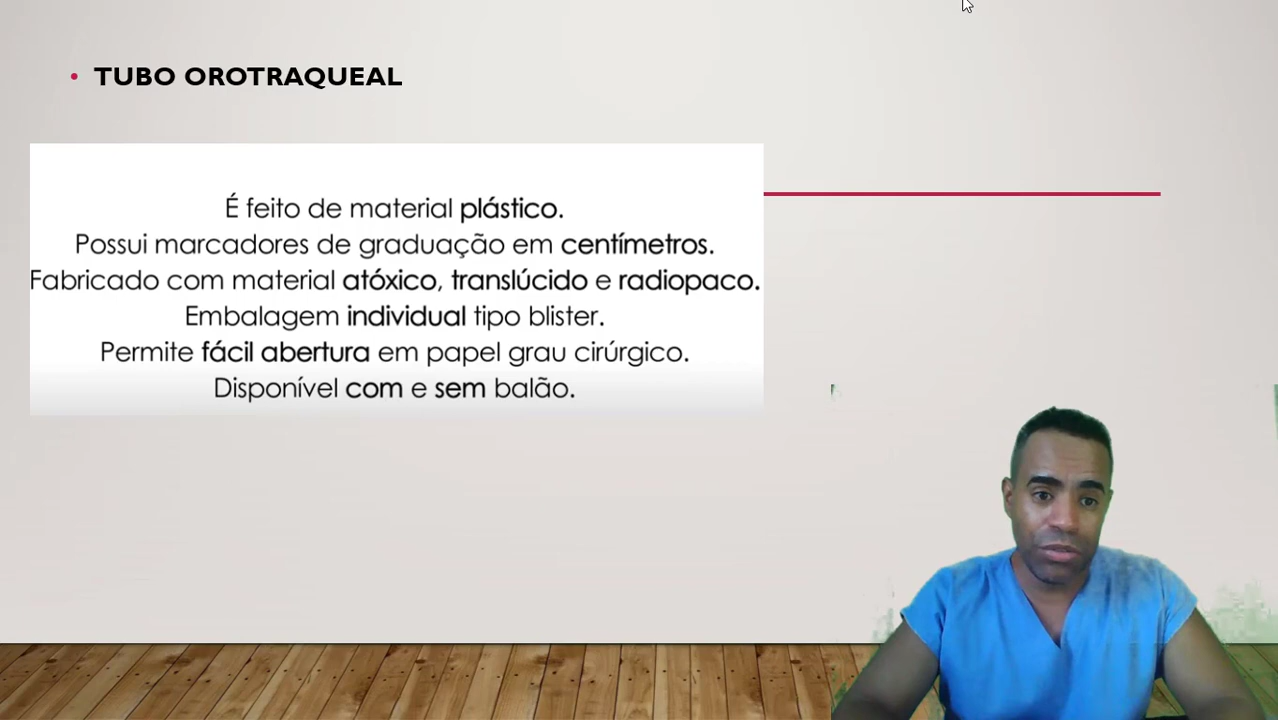 • TUBO OROTRAQUEAL
É feito de material plástico.
Possui marcadores de graduação em centímetros.
Fabricado com material atóxico, translúcido e radiopaco.
Embalagem individual tipo blister.
Permite fácil abertura em papel grau cirúrgico.
Disponível com e sem balão.